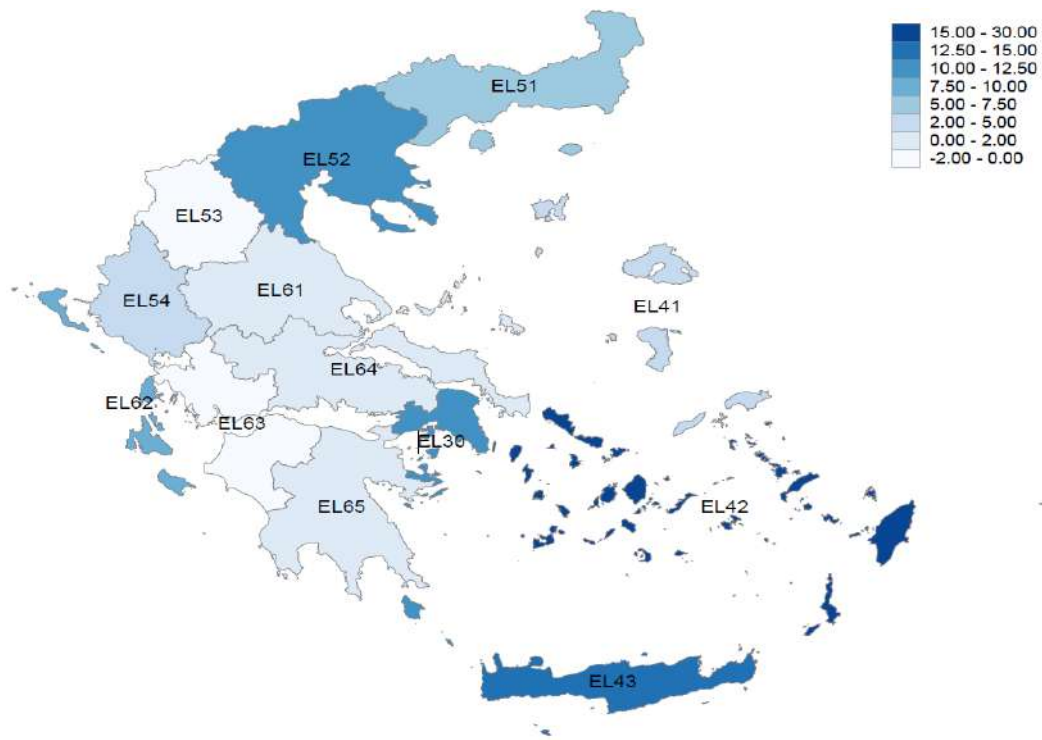 15.00 - 30.00
12.50 - 15.00
10.00 - 12.50
7.50 - 10.00
5.00 - 7.50
2.00 - 5.00
0.00 - 2.00
-2.00 - 0.00
EL51
EL52
EL53
EL54
EL61
EL41
EL64
EL62
EL63
EL30
EL65
EL42
EL43